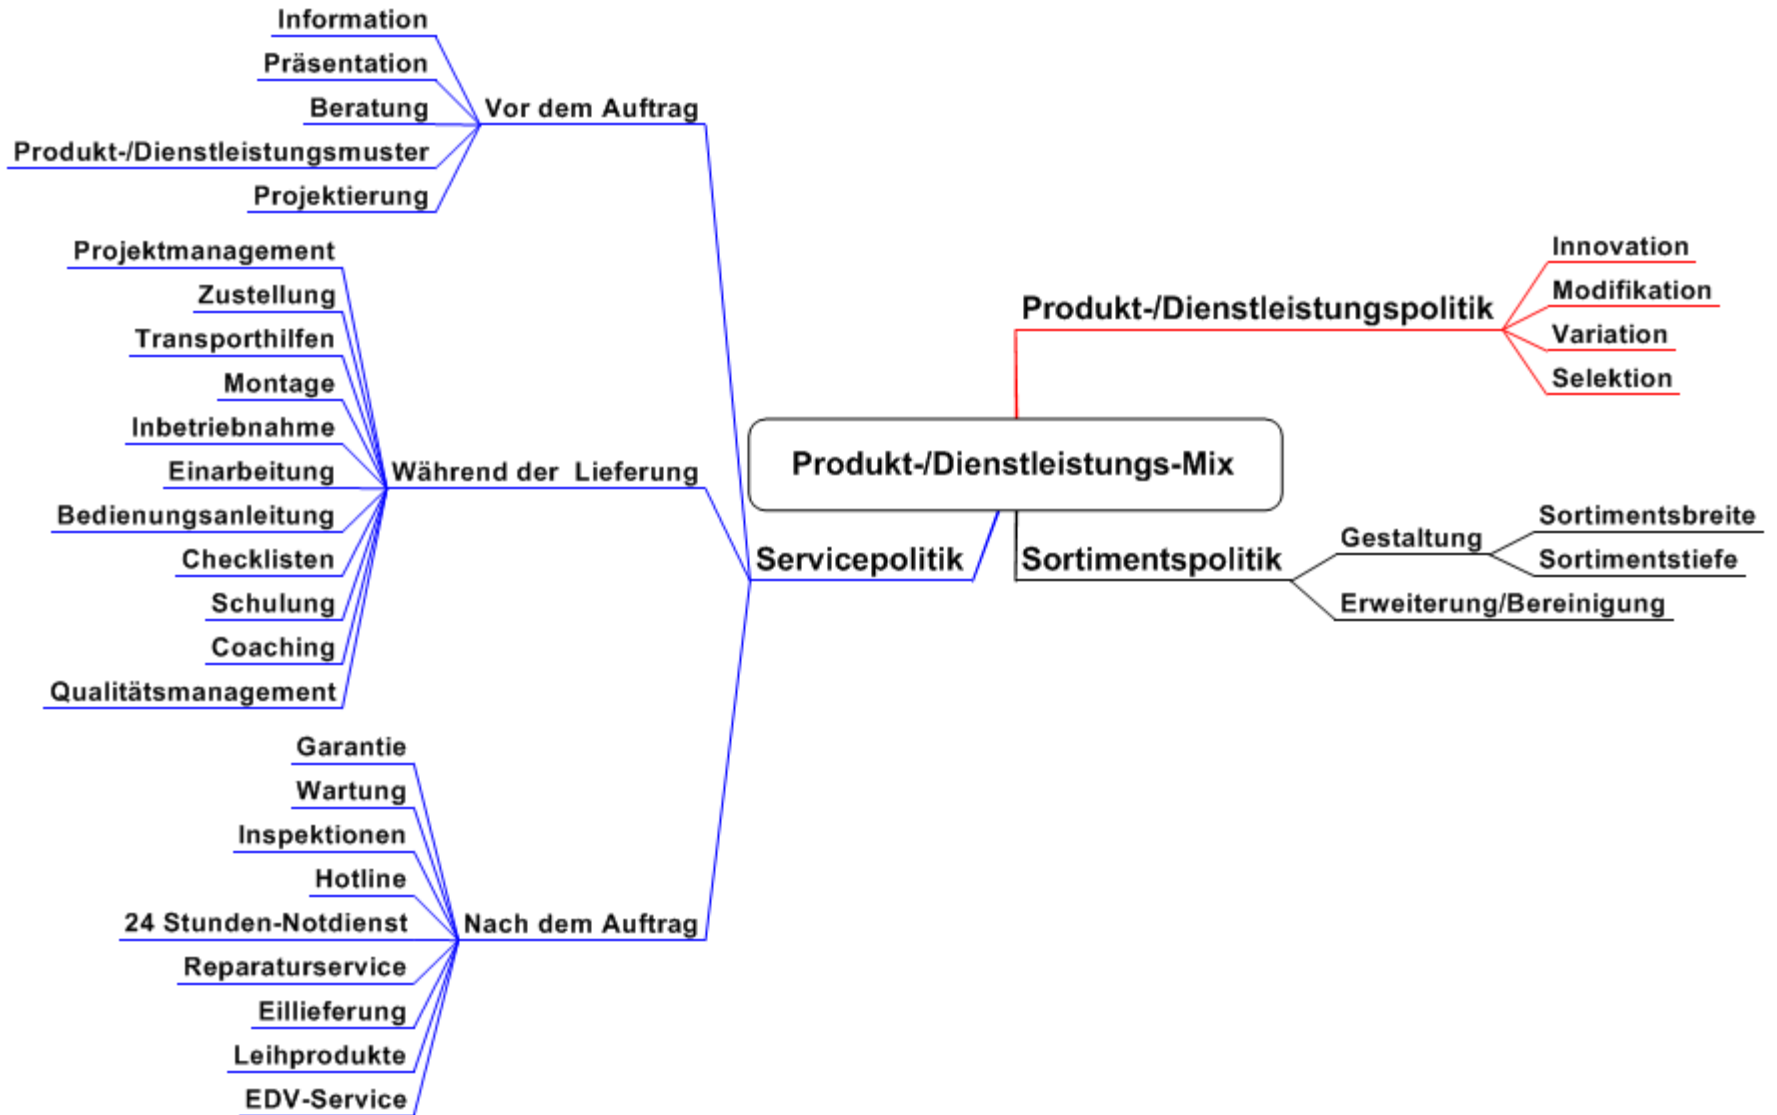 Information
Präsentation
Beratung
Produkt-/Dienstleistungsmuster
Projektierung
Vor dem Auftrag
Projektmanagement
Zustellung
Transporthilfen
Montage
Inbetriebnahme
Einarbeitung
Bedienungsanleitung
Checklisten
Schulung
Coaching
Qualitätsmanagement
Während der  Lieferung
Garantie
Wartung
Inspektionen
Hotline
24 Stunden-Notdienst
Reparaturservice
Eillieferung
Leihprodukte
EDV-Service
Nach dem Auftrag
Servicepolitik
Produkt-/Dienstleistungs-Mix
Produkt-/Dienstleistungspolitik
Innovation
Modifikation
Variation
Selektion
Sortimentspolitik
Gestaltung
Sortimentsbreite
Sortimentstiefe
Erweiterung/Bereinigung